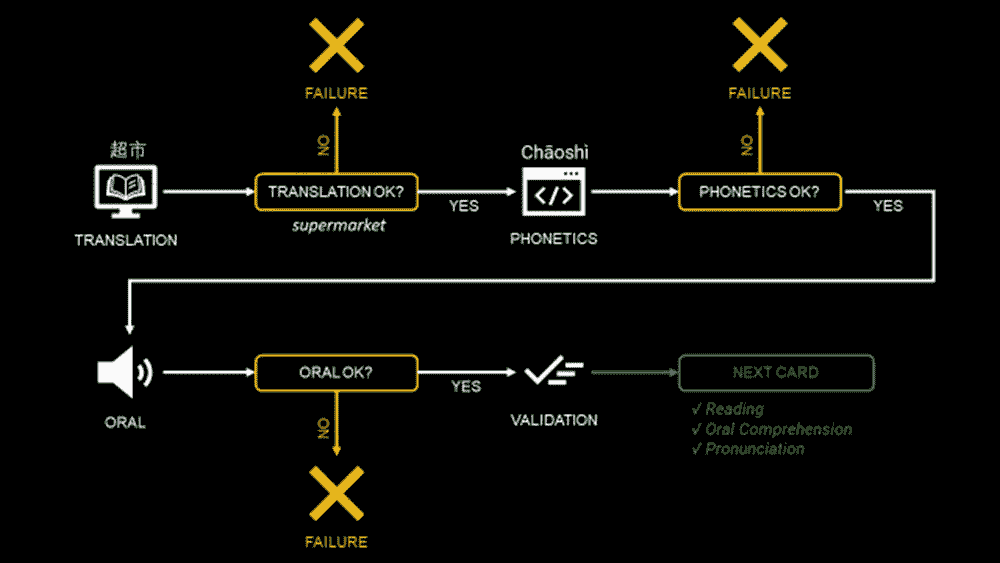 FAILURE
FAILURE
NO
NO
超市
Chāoshì
</>
TRANSLATION OK?
PHONETICS OK?
YES
YES
supermarket
TRANSLATION
PHONETICS
ORAL OK?
NEXT CARD
YES
ORAL
VALIDATION
√ Reading
√ Oral Comprehension
√ Pronunciation
NO
FAILURE